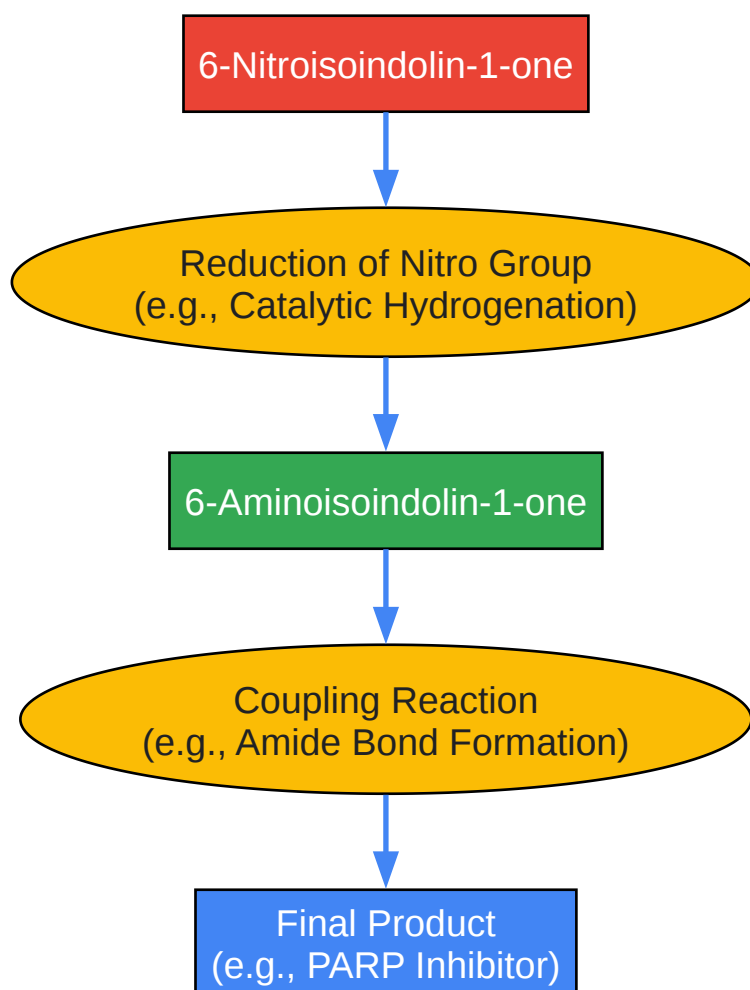 6-Nitroisoindolin-1-one
Reduction of Nitro Group
(e.g., Catalytic Hydrogenation)
6-Aminoisoindolin-1-one
Coupling Reaction
(e.g., Amide Bond Formation)
Final Product
(e.g., PARP Inhibitor)